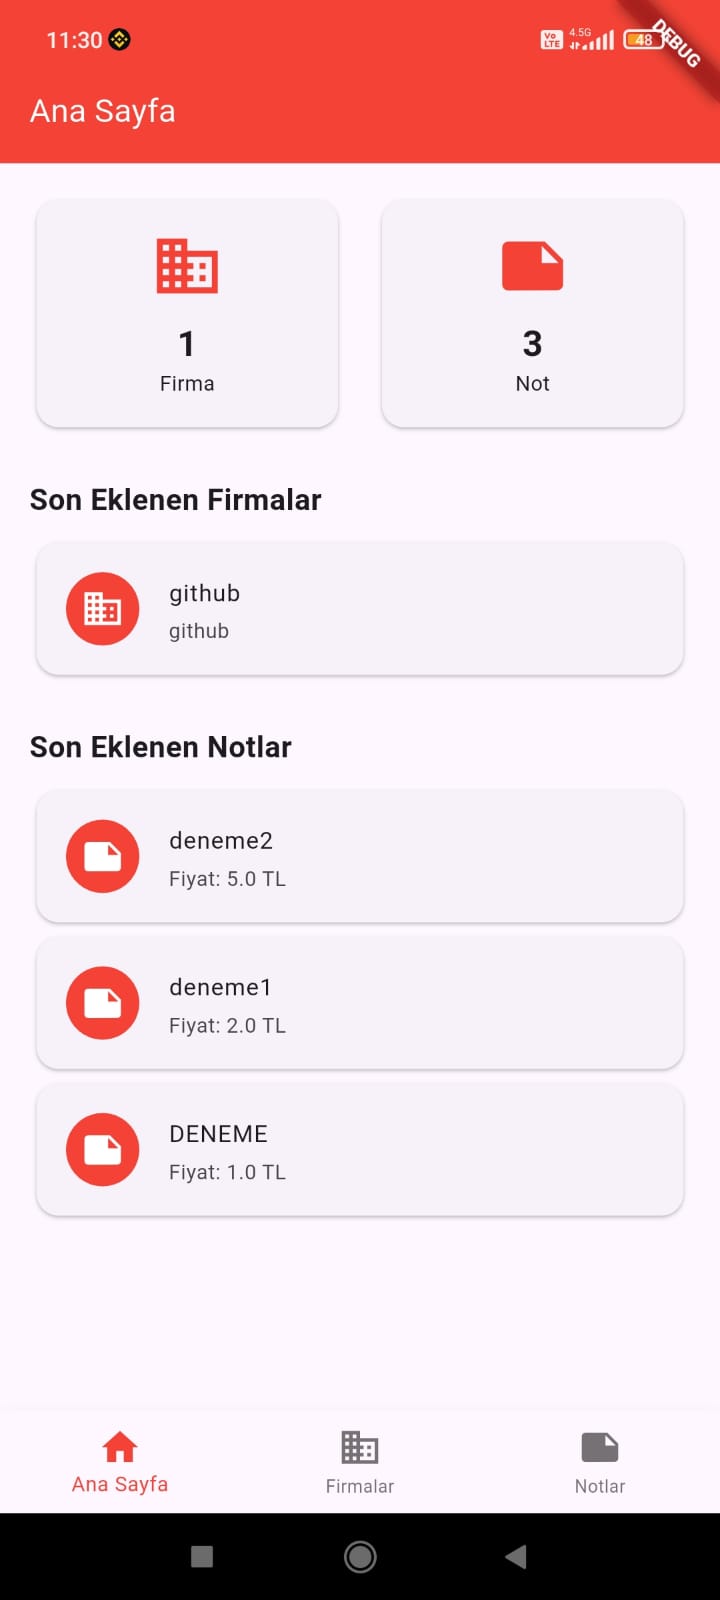 11:30
Vo LTE
4.5G
48
DEBUG
Ana Sayfa
1
Firma
3
Not
Son Eklenen Firmalar
github
github
Son Eklenen Notlar
deneme2
Fiyat: 5.0 TL
deneme1
Fiyat: 2.0 TL
DENEME
Fiyat: 1.0 TL
Ana Sayfa
Firmalar
Notlar